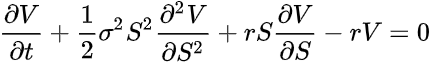 ∂V/∂t + 1/2 σ²S² ∂²V/∂S² + rS ∂V/∂S − rV = 0